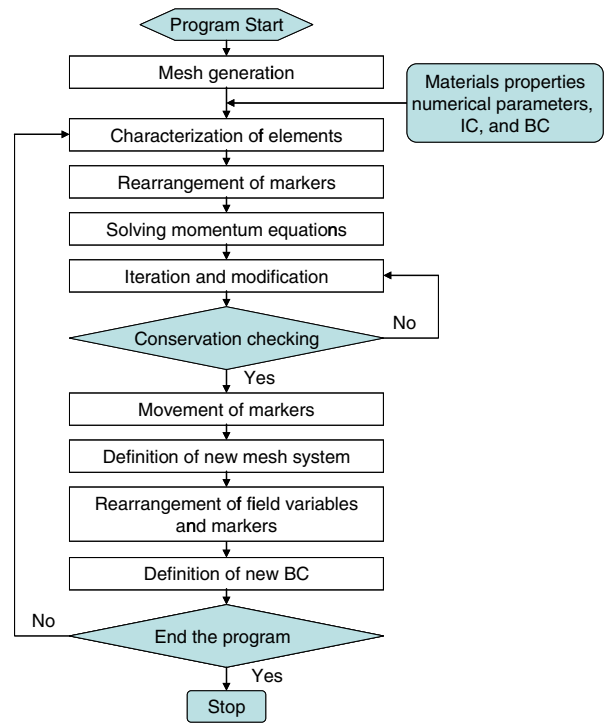 Program Start
Mesh generation
Materials properties
numerical parameters,
IC, and BC
Characterization of elements
Rearrangement of markers
Solving momentum equations
Iteration and modification
Conservation checking
No
Yes
Movement of markers
Definition of new mesh system
Rearrangement of field variables
and markers
Definition of new BC
No
End the program
Yes
Stop